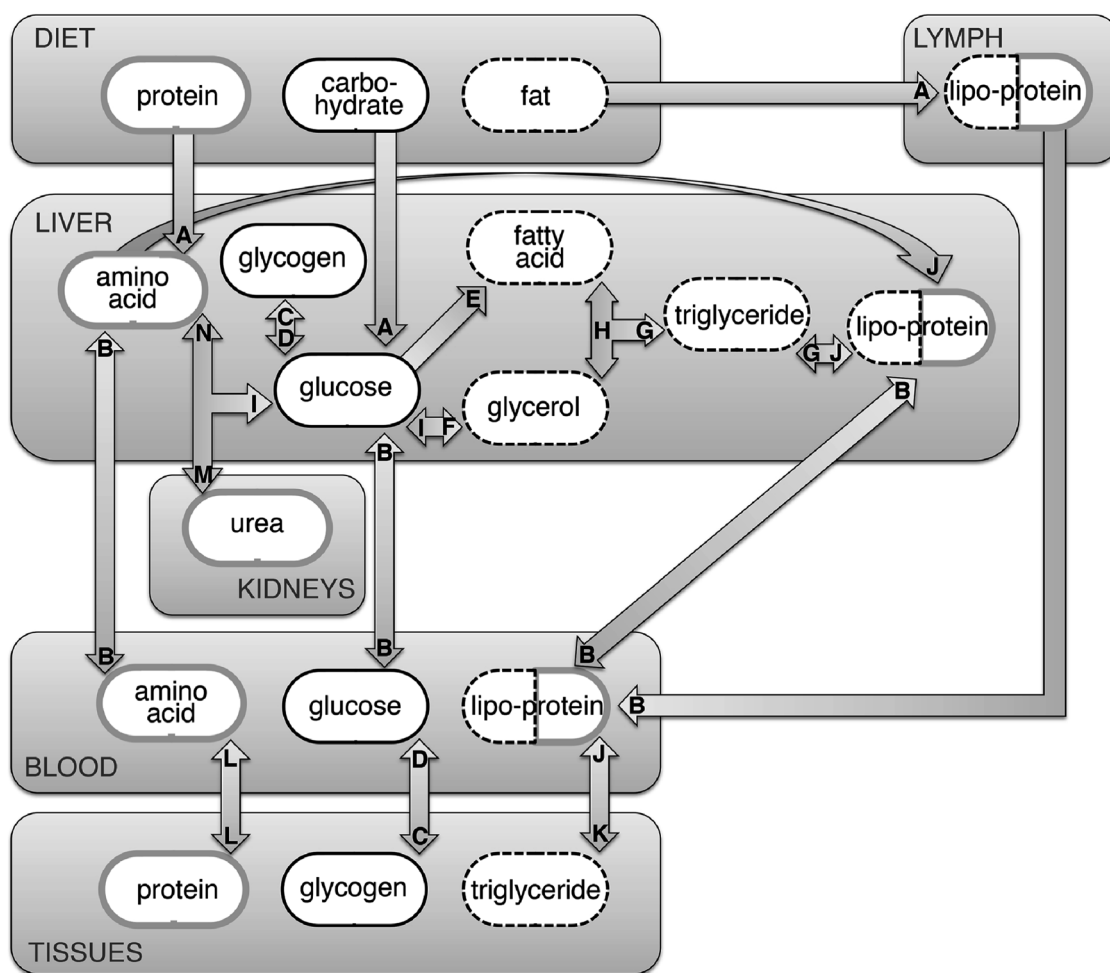 DIET
protein
carbo-
hydrate
fat
A
LYMPH
lipo-protein
LIVER
A
amino
acid
glycogen
C
D
A
glucose
E
fatty
acid
H
G
triglyceride
G J
J
lipo-protein
B
N
I
I F
glycerol
B
B
M
urea
KIDNEYS
B
B
B
B
amino
acid
glucose
lipo-protein
BLOOD
L
D
J
L
C
K
protein
glycogen
triglyceride
TISSUES